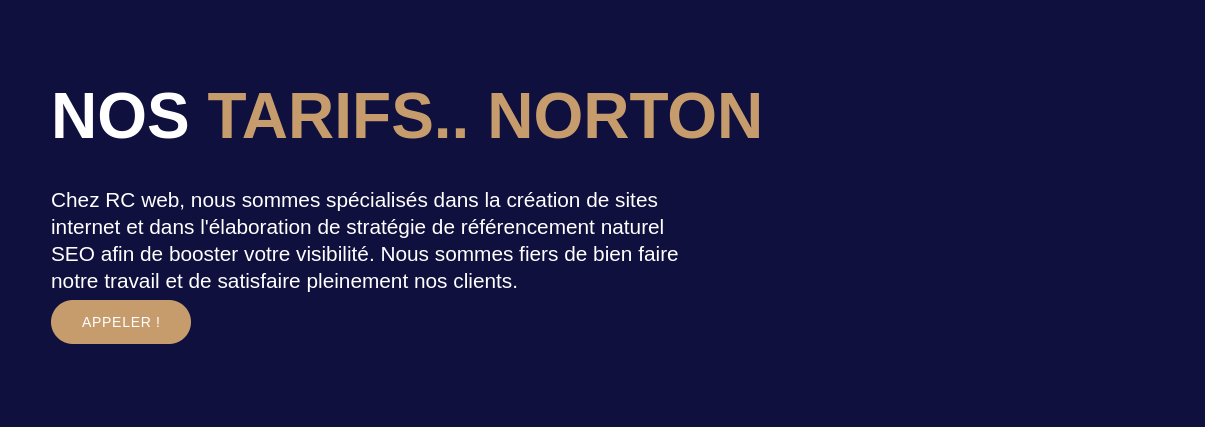 NOS TARIFS.. NORTON
Chez RC web, nous sommes spécialisés dans la création de sites
internet et dans l'élaboration de stratégie de référencement naturel
SEO afin de booster votre visibilité. Nous sommes fiers de bien faire
notre travail et de satisfaire pleinement nos clients.
APPELER !